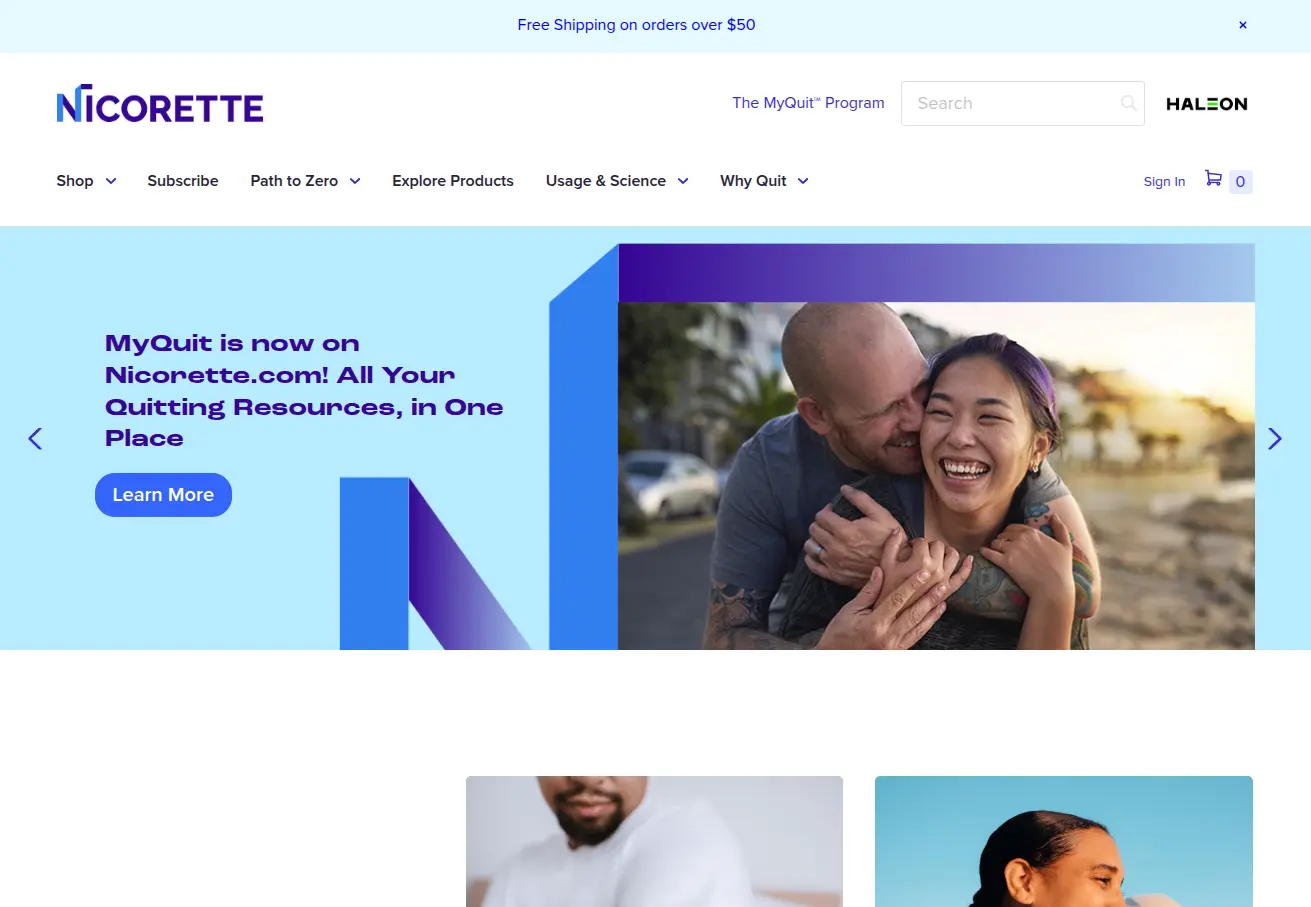 Free Shipping on orders over $50
×
NICORETTE
The MyQuit™ Program
Search
HALEON
Shop
Subscribe
Path to Zero
Explore Products
Usage & Science
Why Quit
Sign In
0
MyQuit is now on
Nicorette.com! All Your
Quitting Resources, in One
Place
Learn More